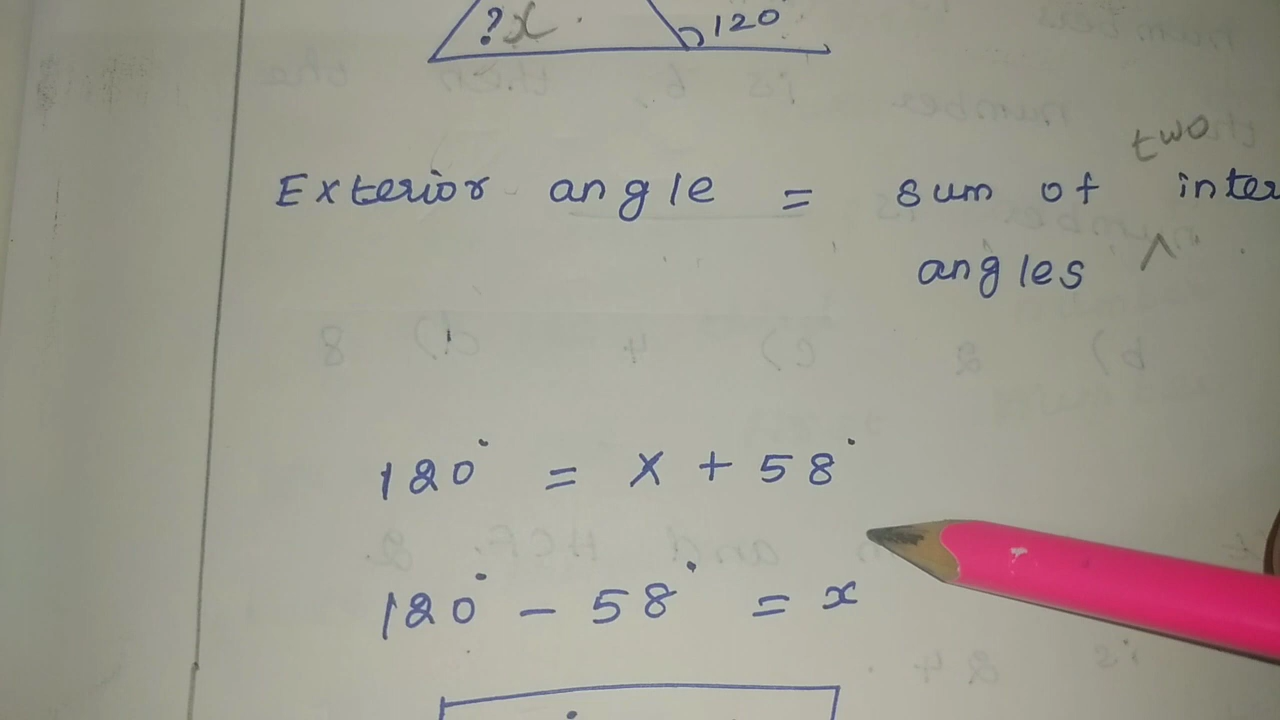 ?x
120°
two
Exterior angle = sum of inter
angles ^
120° = x + 58°
120° - 58° = x